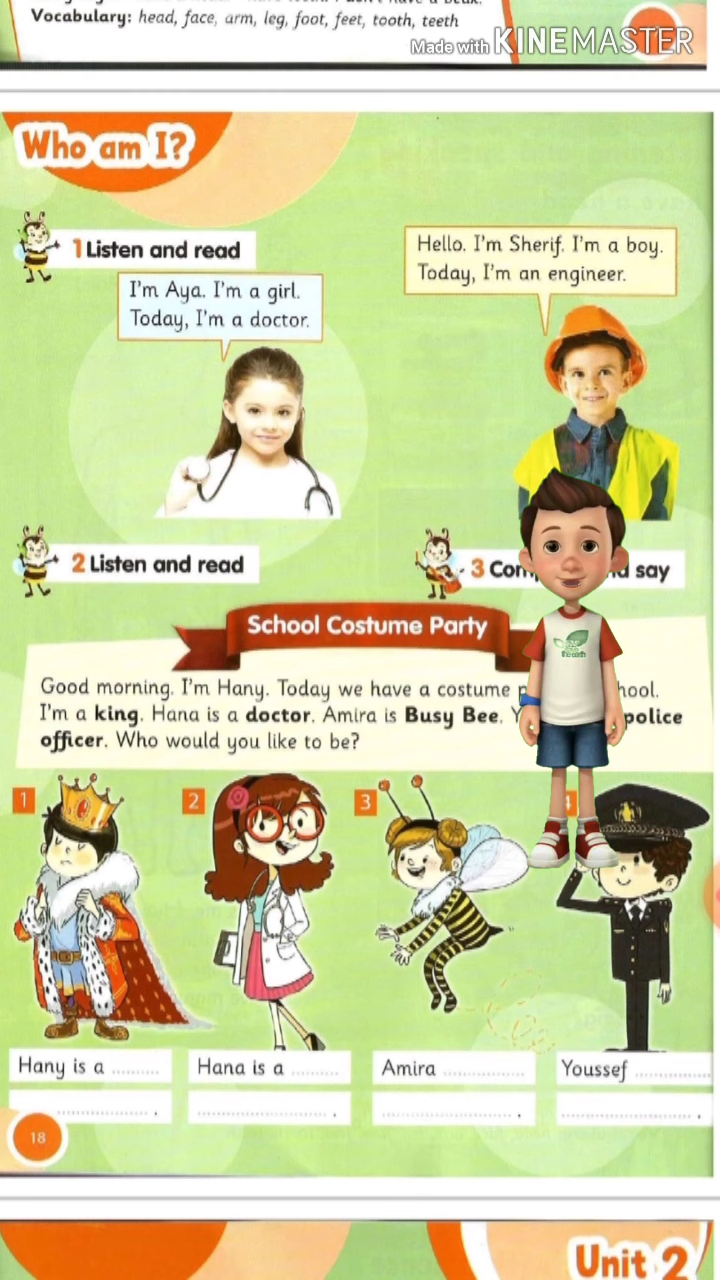 Vocabulary: head, face, arm, leg, foot, feet, tooth, teeth
Made with KINEMASTER
Who am I?
1 Listen and read
Hello. I'm Sherif. I'm a boy.
Today, I'm an engineer.
I'm Aya. I'm a girl.
Today, I'm a doctor.
2 Listen and read
3 say
School Costume Party
Good morning. I'm Hany. Today we have a costume
I'm a king. Hana is a doctor. Amira is Busy Bee. police
officer. Who would you like to be?
1
2
3
Hany is a ..........
Hana is a ..........
Amira ..................
Youssef ................
18
Unit 2